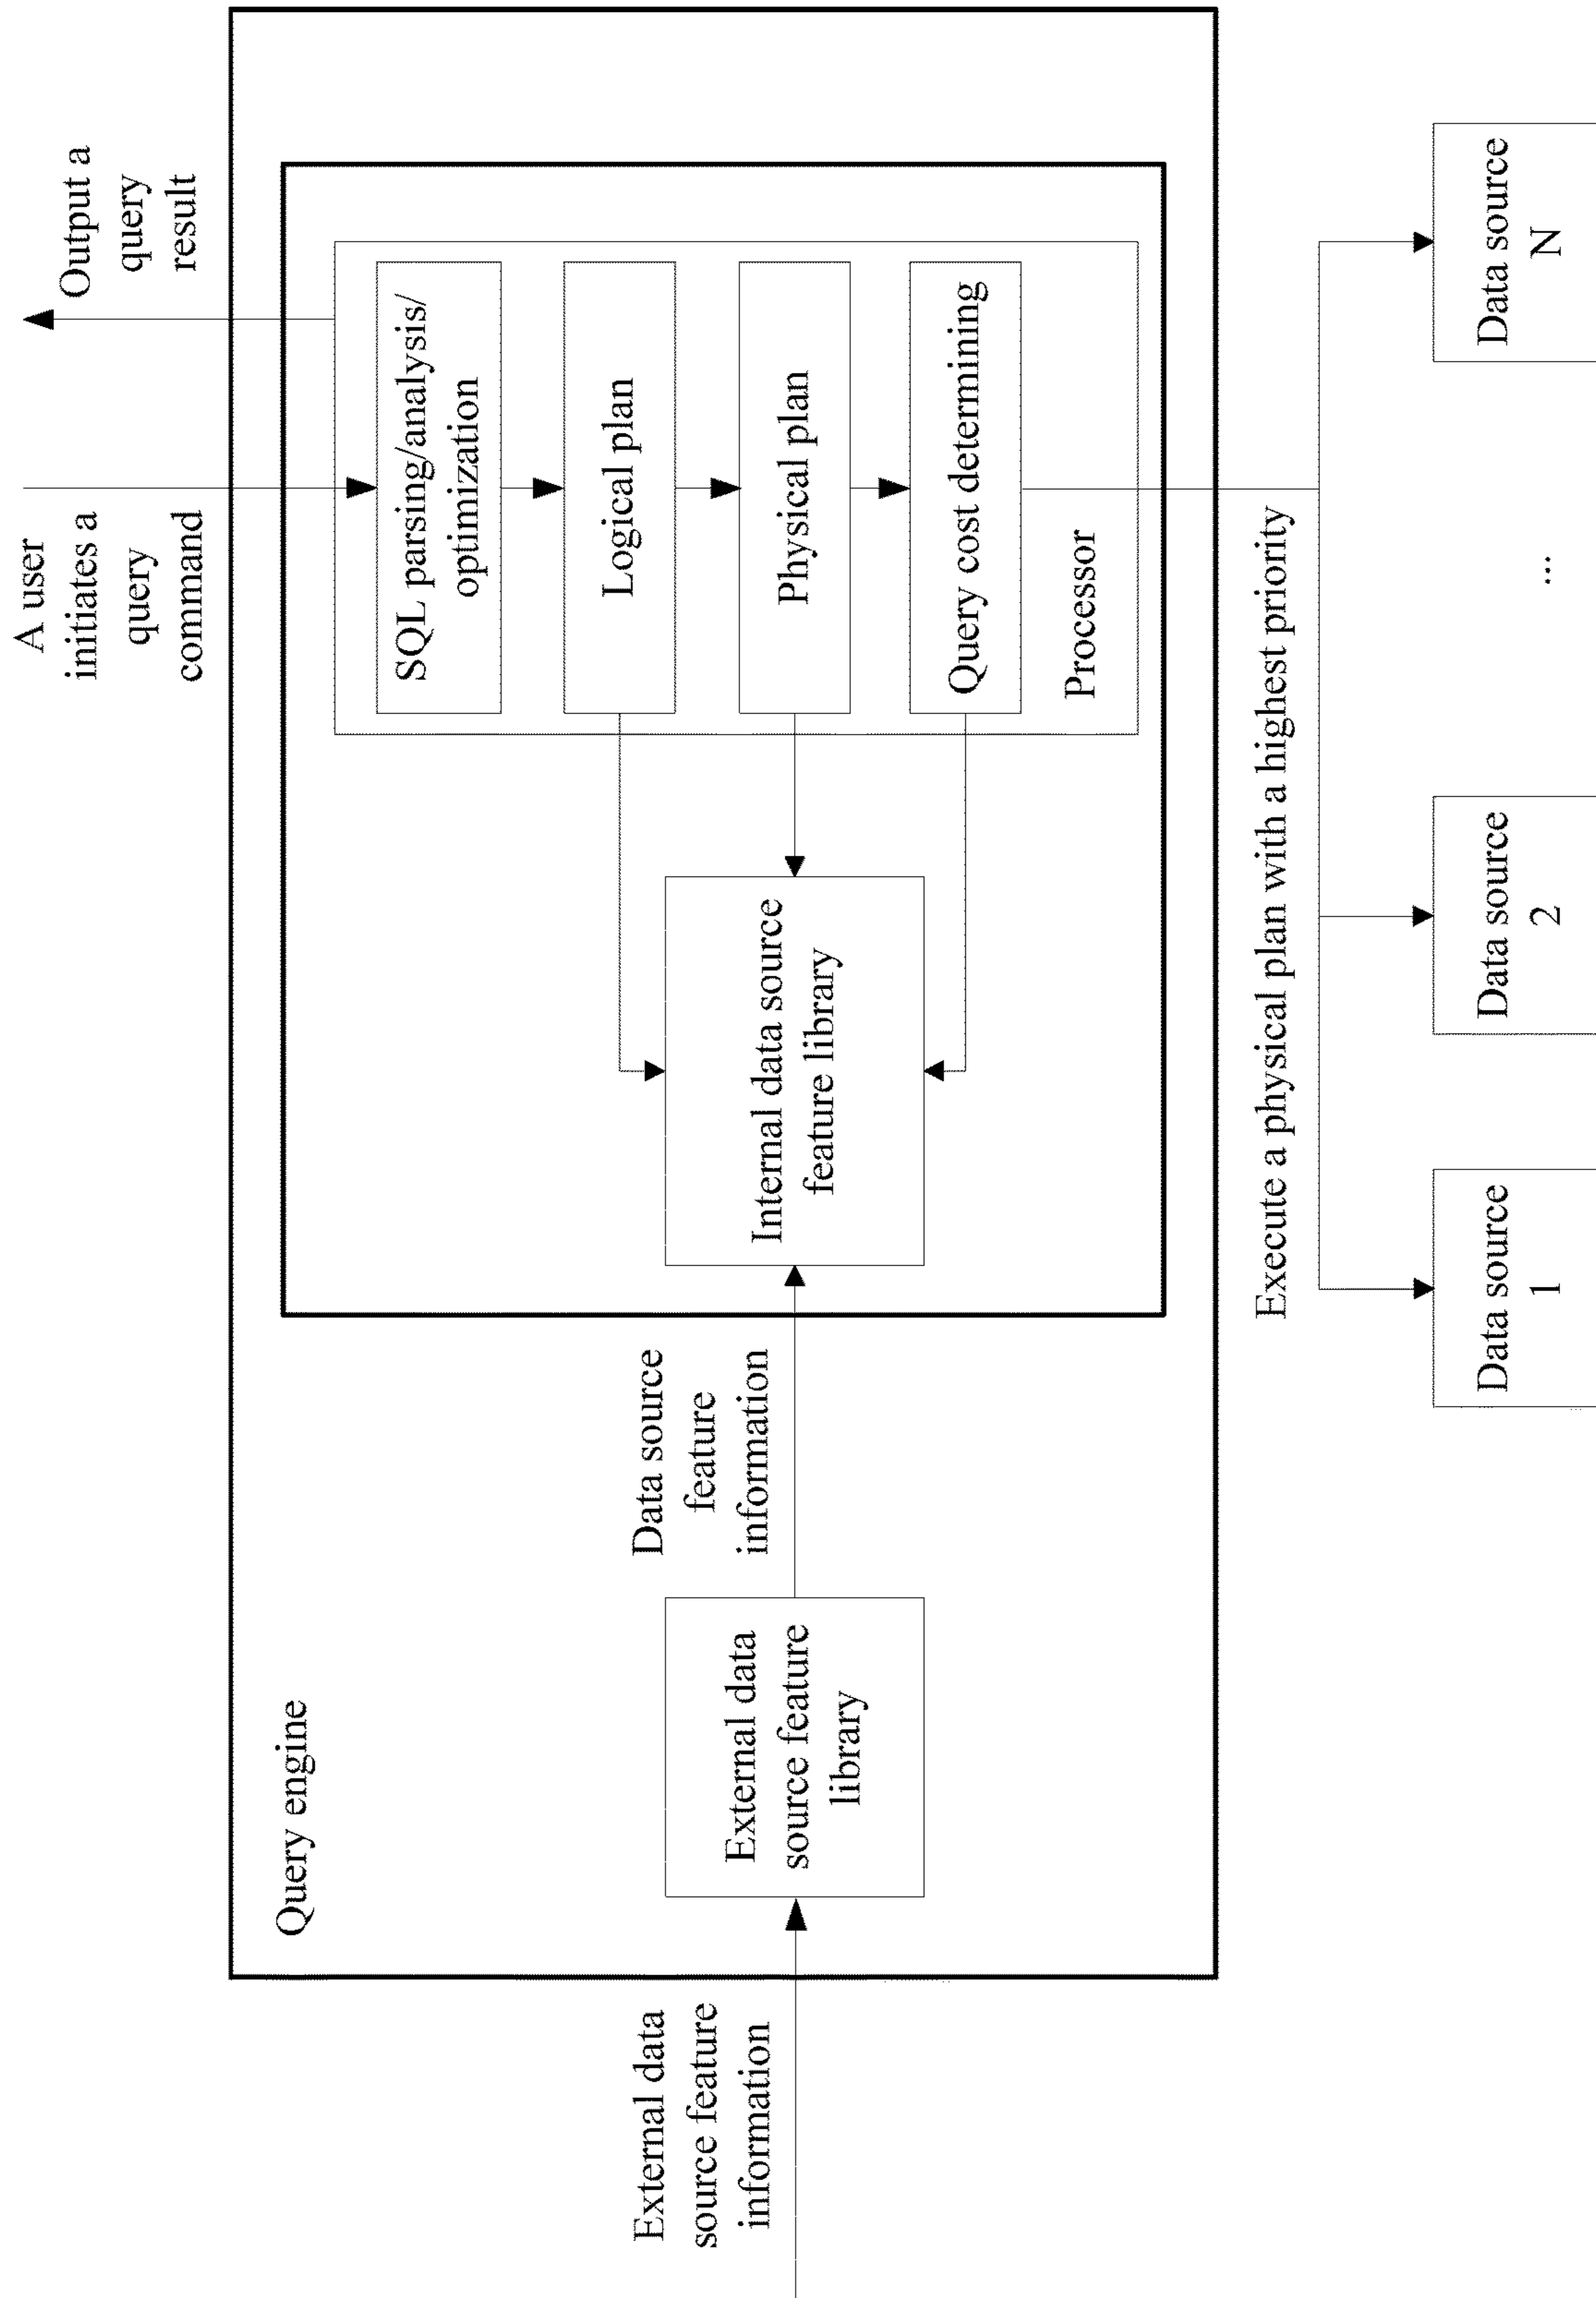 A user
initiates a
query
command
Output a
query
result
Query engine
SQL parsing/analysis/
optimization
Logical plan
Physical plan
Query cost determining
Processor
Internal data source
feature library
Data source
feature
information
External data
source feature
library
External data
source feature
information
Execute a physical plan with a highest priority
Data source
1
Data source
2
...
Data source
N